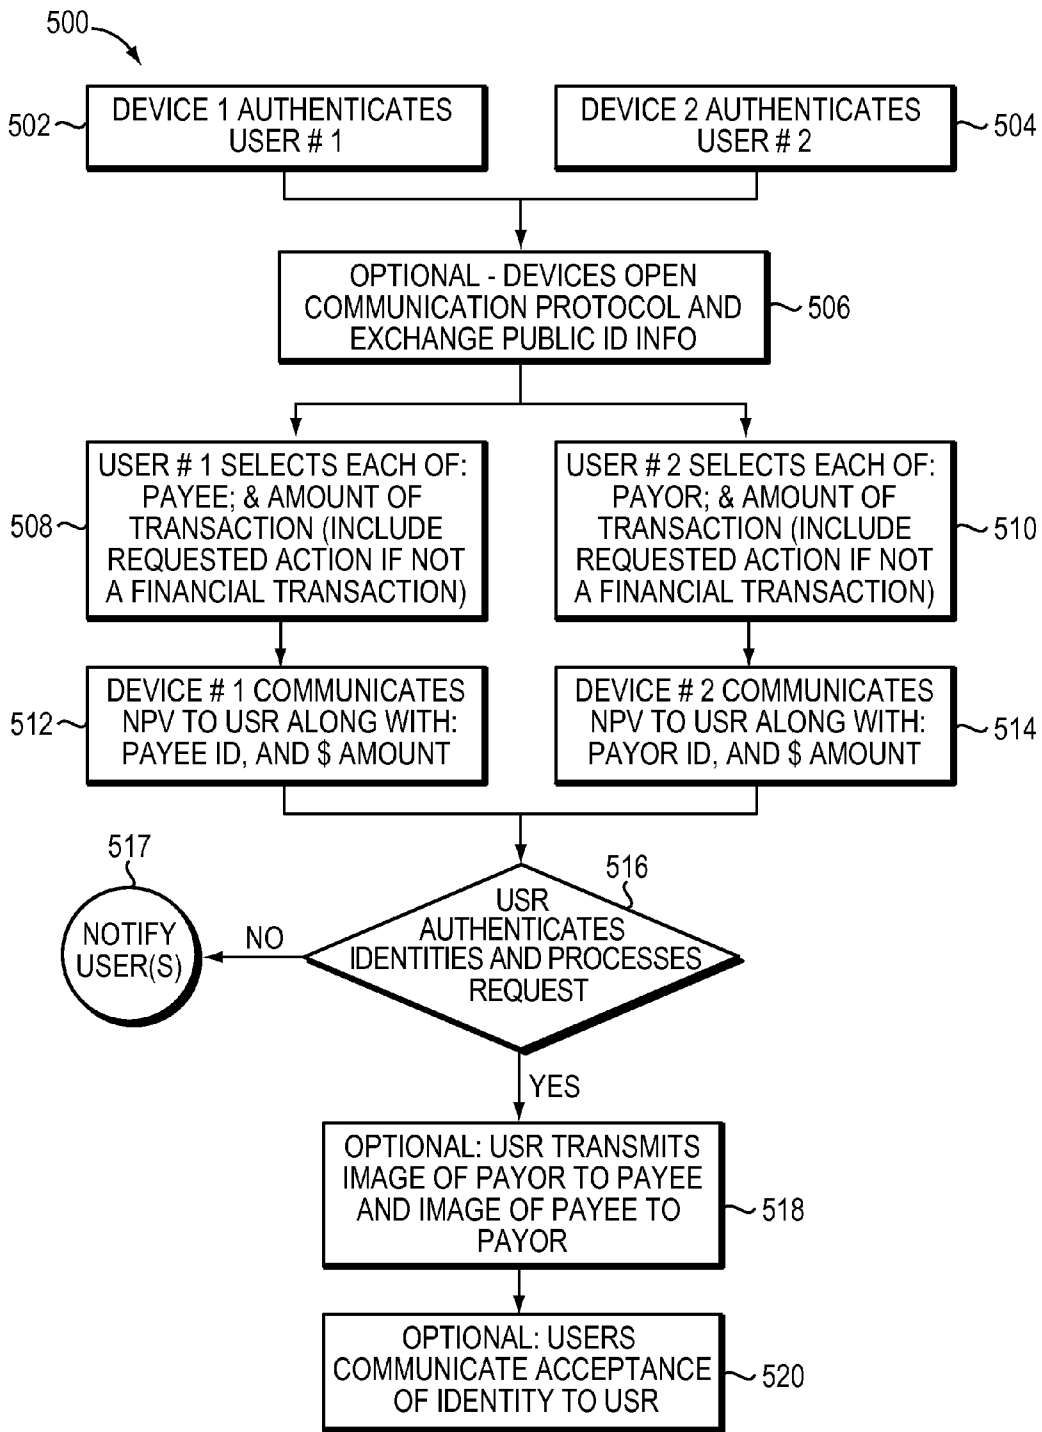 500
DEVICE 1 AUTHENTICATES
USER # 1
502
DEVICE 2 AUTHENTICATES
USER # 2
504
OPTIONAL - DEVICES OPEN
COMMUNICATION PROTOCOL AND
EXCHANGE PUBLIC ID INFO
506
USER # 1 SELECTS EACH OF:
PAYEE; & AMOUNT OF
TRANSACTION (INCLUDE
REQUESTED ACTION IF NOT
A FINANCIAL TRANSACTION)
508
USER # 2 SELECTS EACH OF:
PAYOR; & AMOUNT OF
TRANSACTION (INCLUDE
REQUESTED ACTION IF NOT
A FINANCIAL TRANSACTION)
510
DEVICE # 1 COMMUNICATES
NPV TO USR ALONG WITH:
PAYEE ID, AND $ AMOUNT
512
DEVICE # 2 COMMUNICATES
NPV TO USR ALONG WITH:
PAYOR ID, AND $ AMOUNT
514
517
NOTIFY
USER(S)
NO
516
USR
AUTHENTICATES
IDENTITIES AND PROCESSES
REQUEST
YES
OPTIONAL: USR TRANSMITS
IMAGE OF PAYOR TO PAYEE
AND IMAGE OF PAYEE TO
PAYOR
518
OPTIONAL: USERS
COMMUNICATE ACCEPTANCE
OF IDENTITY TO USR
520